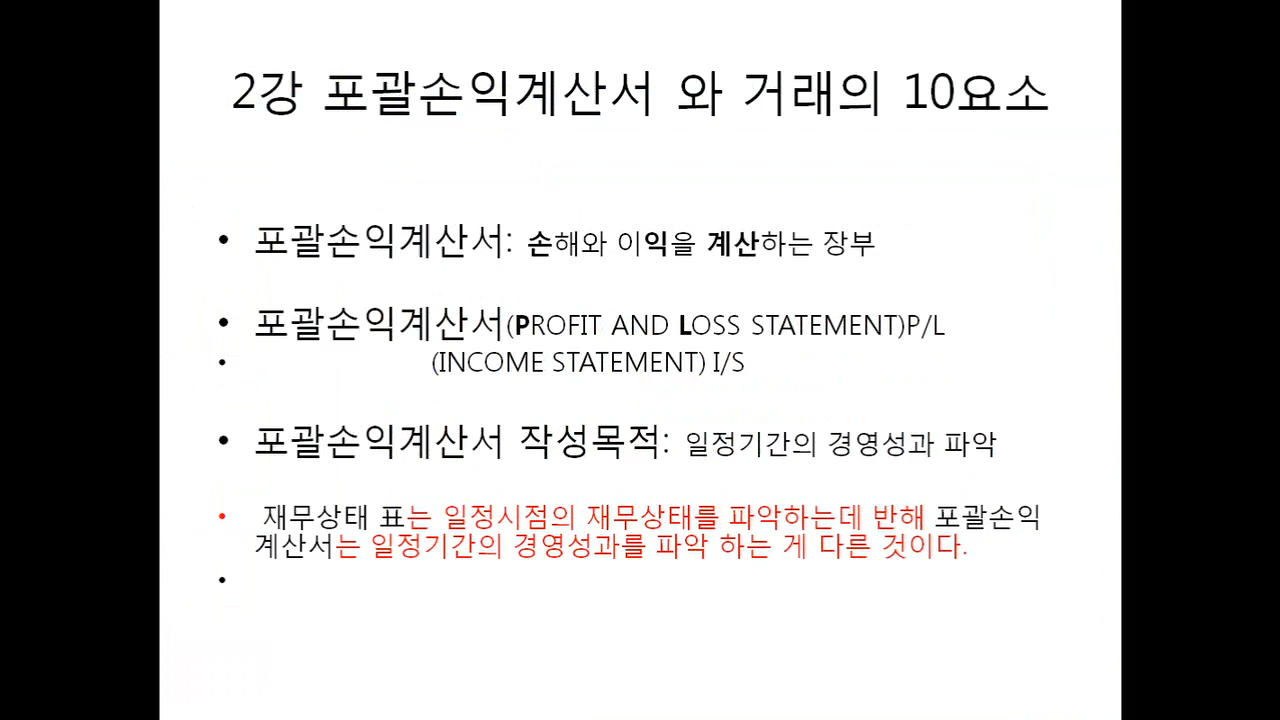 2강 포괄손익계산서 와 거래의 10요소
• 포괄손익계산서: 손해와 이익을 계산하는 장부
• 포괄손익계산서(PROFIT AND LOSS STATEMENT)P/L
• (INCOME STATEMENT) I/S
• 포괄손익계산서 작성목적: 일정기간의 경영성과 파악
• 재무상태 표는 일정시점의 재무상태를 파악하는데 반해 포괄손익
계산서는 일정기간의 경영성과를 파악 하는 게 다른 것이다.
•